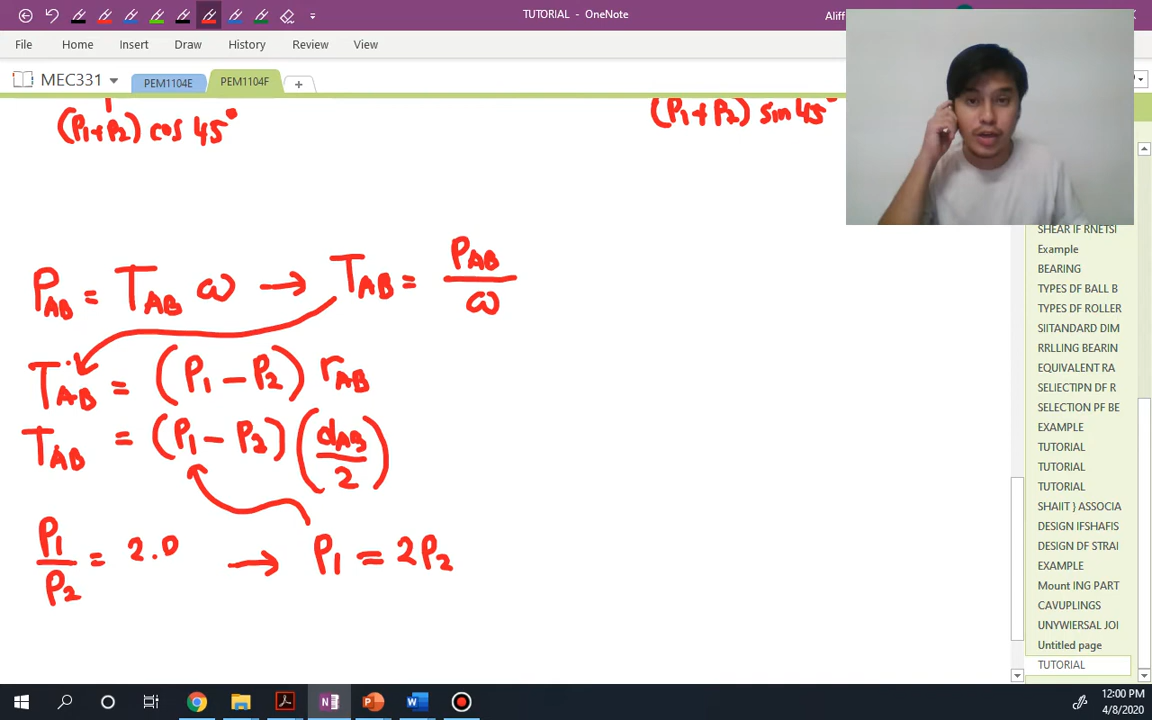 TUTORIAL - OneNote
Aliff
File Home Insert Draw History Review View
MEC331 PEM1104E PEM1104F
(P1+P2) cos 45°
(P1+P2) sin 45°
PAB = TAB ω → TAB = PAB / ω
TAB = (P1 − P2) rAB
TAB = (P1 − P2) (dAB / 2)
P1 / P2 = 2.0 → P1 = 2P2
SHEAR IF RNETSI
Example
BEARING
TYPES DF BALL B
TYPES DF ROLLER
SIITANDARD DIM
RRLLING BEARIN
EQUIVALENT RA
SELIECTIPN DF R
SELECTION PF BE
EXAMPLE
TUTORIAL
TUTORIAL
TUTORIAL
SHAIIT } ASSOCIA
DESIGN IFSHAFIS
DESIGN DF STRAI
EXAMPLE
Mount ING PART
CAVUPLINGS
UNYWIERSAL JOI
Untitled page
TUTORIAL
12:00 PM
4/8/2020